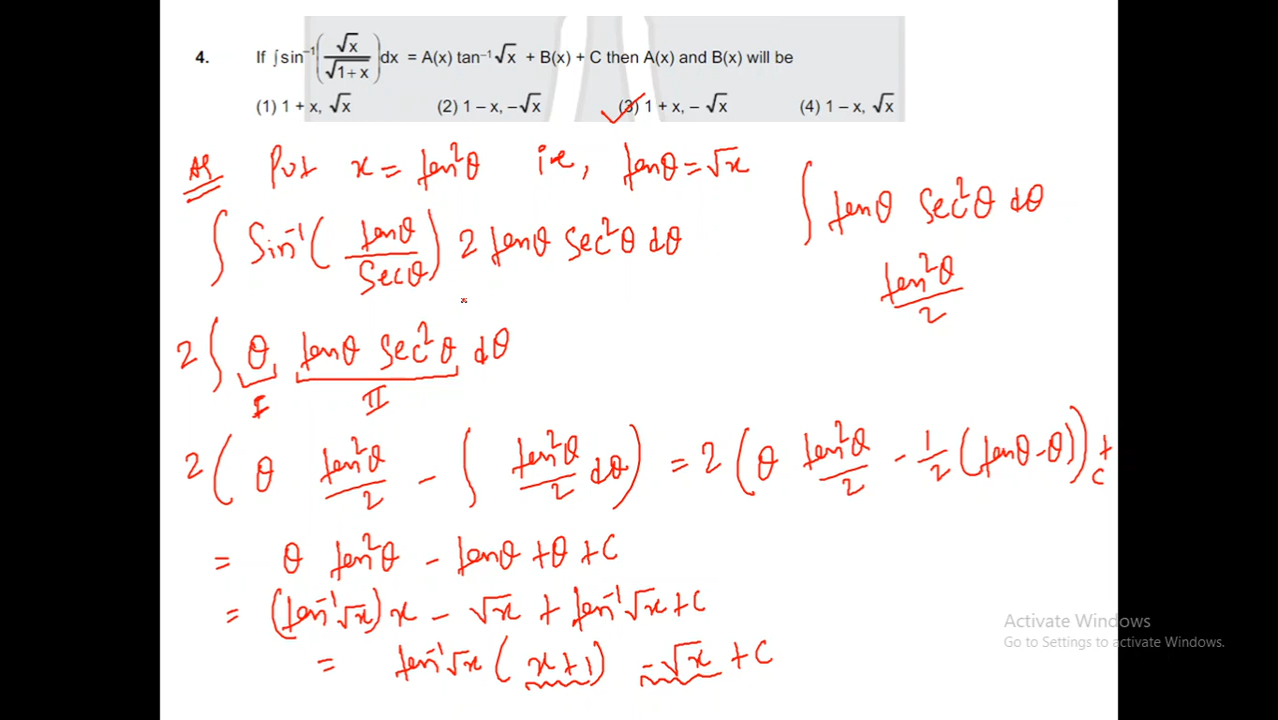 4. If ∫sin⁻¹(√x/√1+x)dx = A(x) tan⁻¹√x + B(x) + C then A(x) and B(x) will be
(1) 1 + x, √x (2) 1 – x, –√x (3) 1 + x, – √x (4) 1 – x, √x
Put x = tan²θ ie, tanθ = √x
∫ tanθ sec²θ dθ
∫ Sin⁻¹(tanθ/Secθ) 2 tanθ Sec²θ dθ
tan²θ/2
2∫ θ tanθ Sec²θ dθ
I II
2(θ tan²θ/2 - ∫ tan²θ/2 dθ) = 2(θ tan²θ/2 - 1/2(tanθ-θ)) + c
= θ tan²θ - tanθ + θ + C
= (tan⁻¹√x)x - √x + tan⁻¹√x + C
= tan⁻¹√x (x+1) -√x + C
Activate Windows
Go to Settings to activate Windows.